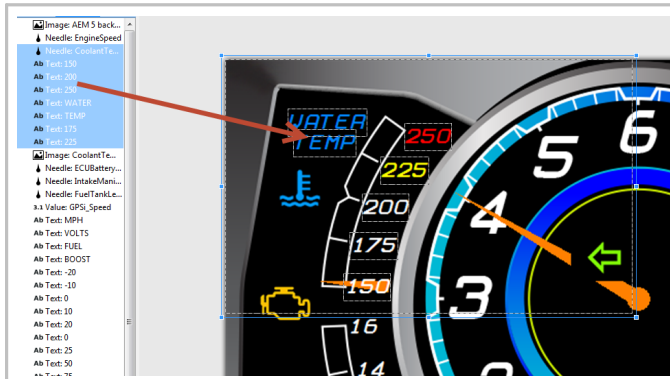 Image: AEM 5 back...
Needle: EngineSpeed
Needle: CoolantTe...
Ab Text: 150
Ab Text: 200
Ab Text: 250
Ab Text: WATER
Ab Text: TEMP
Ab Text: 175
Ab Text: 225
Image: CoolantTe...
Needle: ECUBattery...
Needle: IntakeMani...
Needle: FuelTankLe...
3.1 Value: GPSi_Speed
Ab Text: MPH
Ab Text: VOLTS
Ab Text: FUEL
Ab Text: BOOST
Ab Text: -20
Ab Text: -10
Ab Text: 0
Ab Text: 10
Ab Text: 20
Ab Text: 0
Ab Text: 25
Ab Text: 50
Ab Text: 75
WATER
TEMP
250
225
200
175
150
16
14
6
5
4
3